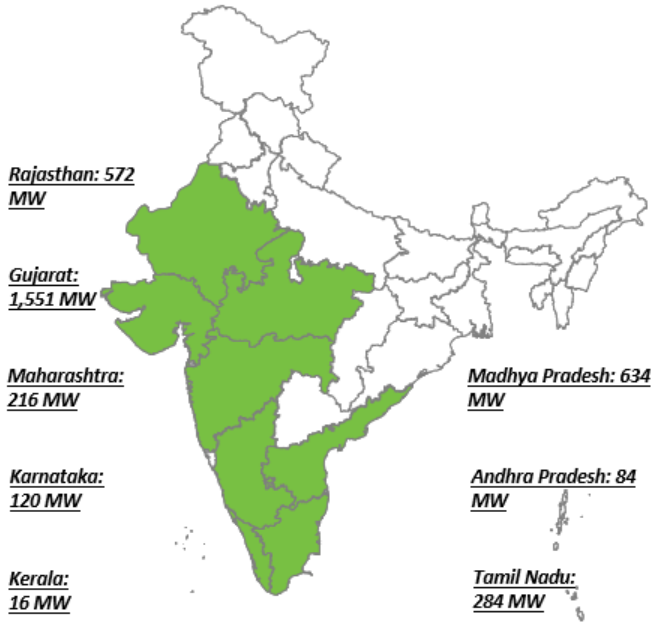 Rajasthan: 572
MW
Gujarat:
1,551 MW
Maharashtra:
216 MW
Madhya Pradesh: 634
MW
Karnataka:
120 MW
Andhra Pradesh: 84
MW
Kerala:
16 MW
Tamil Nadu:
284 MW